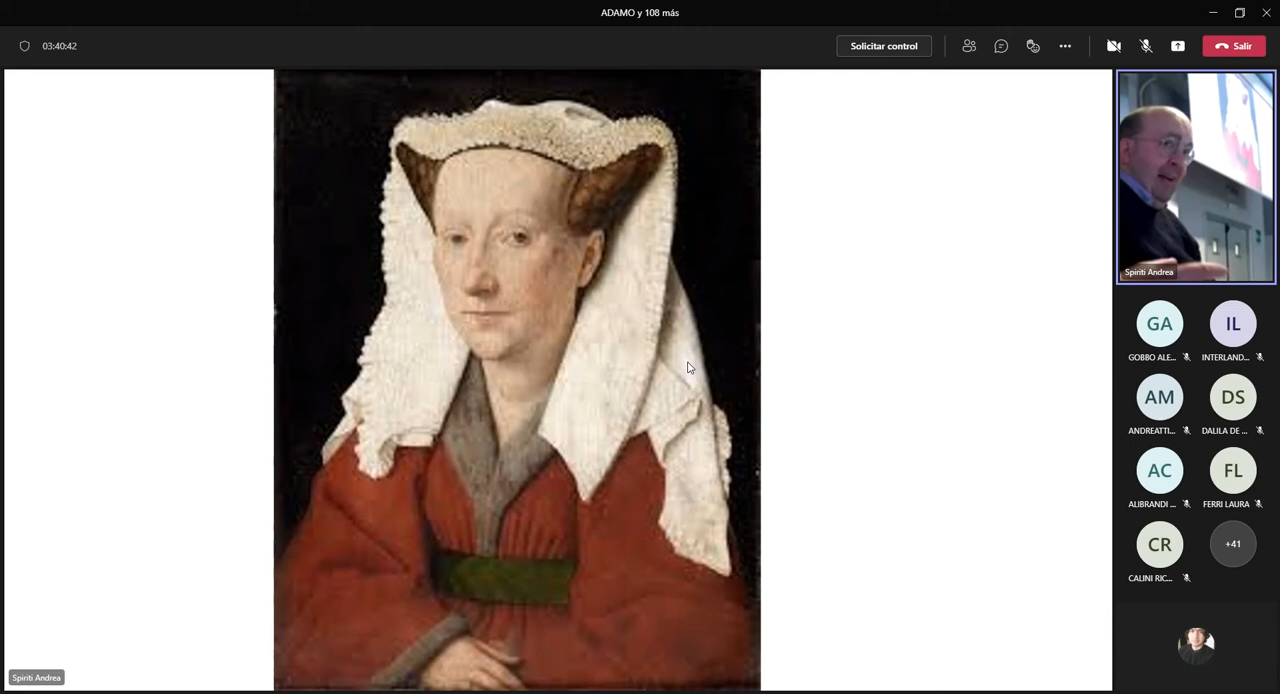 ADAMO y 108 más
03:40:42
Solicitar control
Salir
Spiriti Andrea
GA
IL
GOBBO ALE...
INTERLAND...
AM
DS
ANDREATTI...
DALILA DE ...
AC
FL
ALIBRANDI ...
FERRI LAURA
CR
+41
CALINI RIC...
Spiriti Andrea